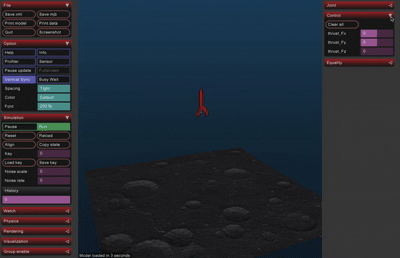 File
Save xml
Save mjb
Print model
Print data
Quit
Screenshot
Option
Help
Info
Profiler
Sensor
Pause update
Fullscreen
Vertical Sync
Busy Wait
Spacing
Tight
Color
Default
Font
Simulation
Pause
Run
Reset
Reload
Align
Copy state
Key
0
Load key
Save key
Noise scale
0
Noise rate
0
History
0
Watch
Physics
Rendering
Visualization
Group enable
Model loaded in 3 seconds
Joint
Control
Clear all
thrust_Fx
0
thrust_Fy
0
thrust_Fz
0
Equality